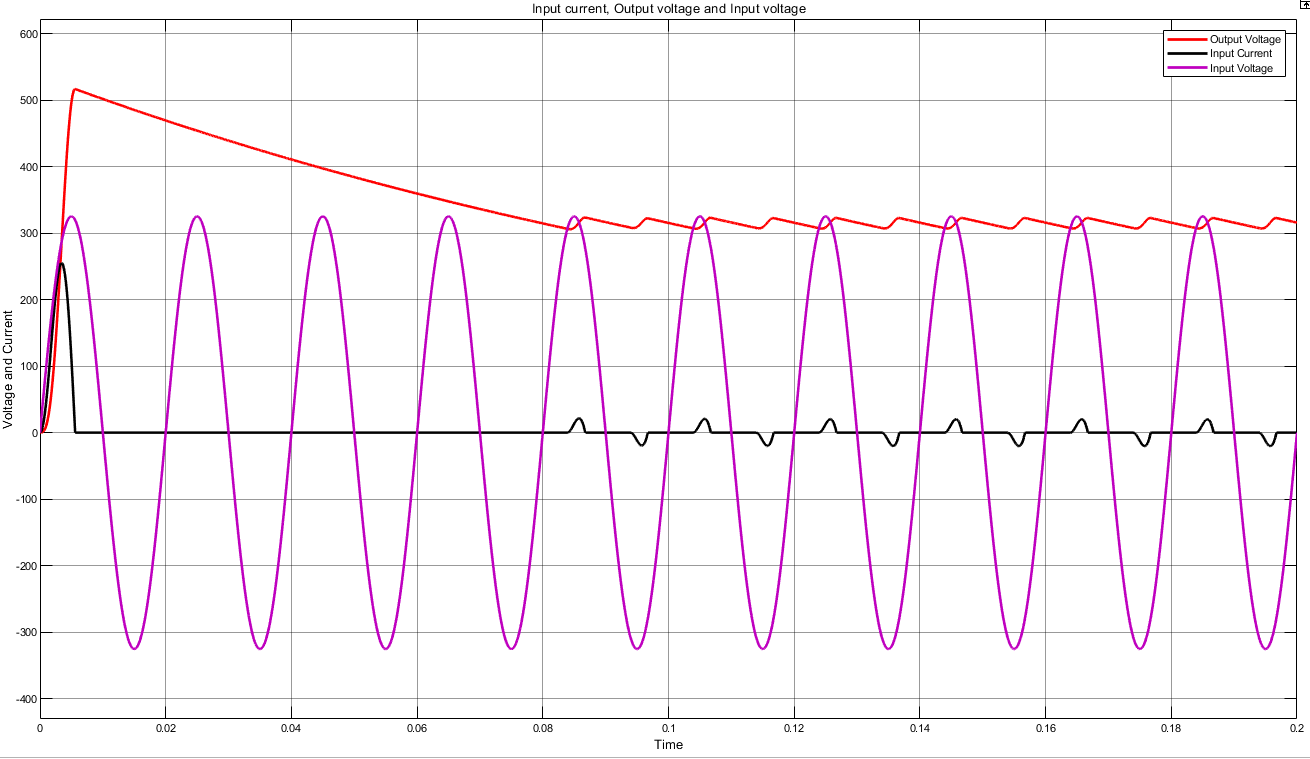 Input current, Output voltage and Input voltage
Output Voltage
Input Current
Input Voltage
Voltage and Current
600
500
400
300
200
100
0
-100
-200
-300
-400
0 0.02 0.04 0.06 0.08 0.1 0.12 0.14 0.16 0.18 0.2
Time